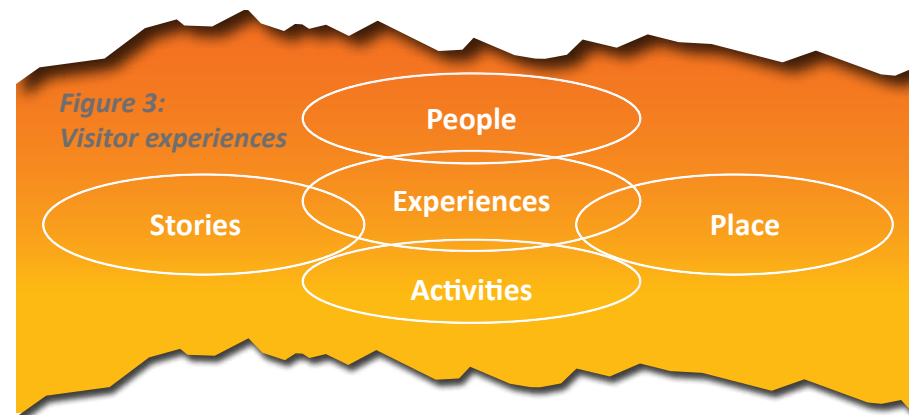 Figure 3:
Visitor experiences
People
Experiences
Stories
Place
Activities